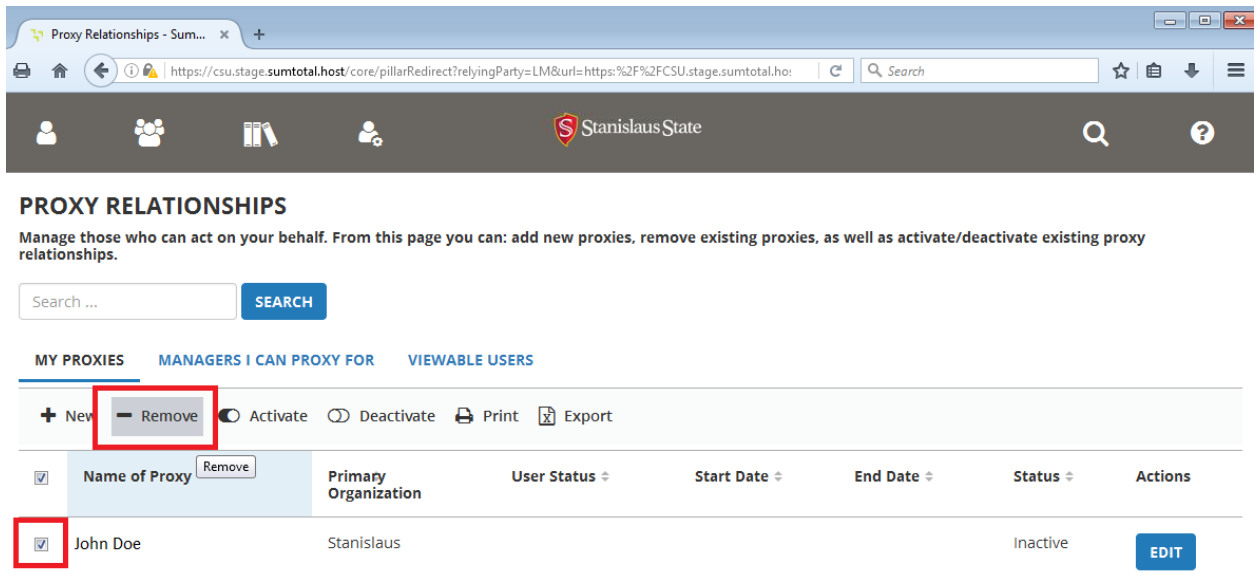 Proxy Relationships - Sum...
https://csu.stage.sumtotal.host/core/pillarRedirect?relyingParty=LM&url=https:%2F%2FCSU.stage.sumtotal.ho: Search
Stanislaus State
PROXY RELATIONSHIPS
Manage those who can act on your behalf. From this page you can: add new proxies, remove existing proxies, as well as activate/deactivate existing proxy
relationships.
Search ... SEARCH
MY PROXIES MANAGERS I CAN PROXY FOR VIEWABLE USERS
New Remove Activate Deactivate Print Export
Name of Proxy Remove Primary Organization User Status Start Date End Date Status Actions
John Doe Stanislaus Inactive EDIT